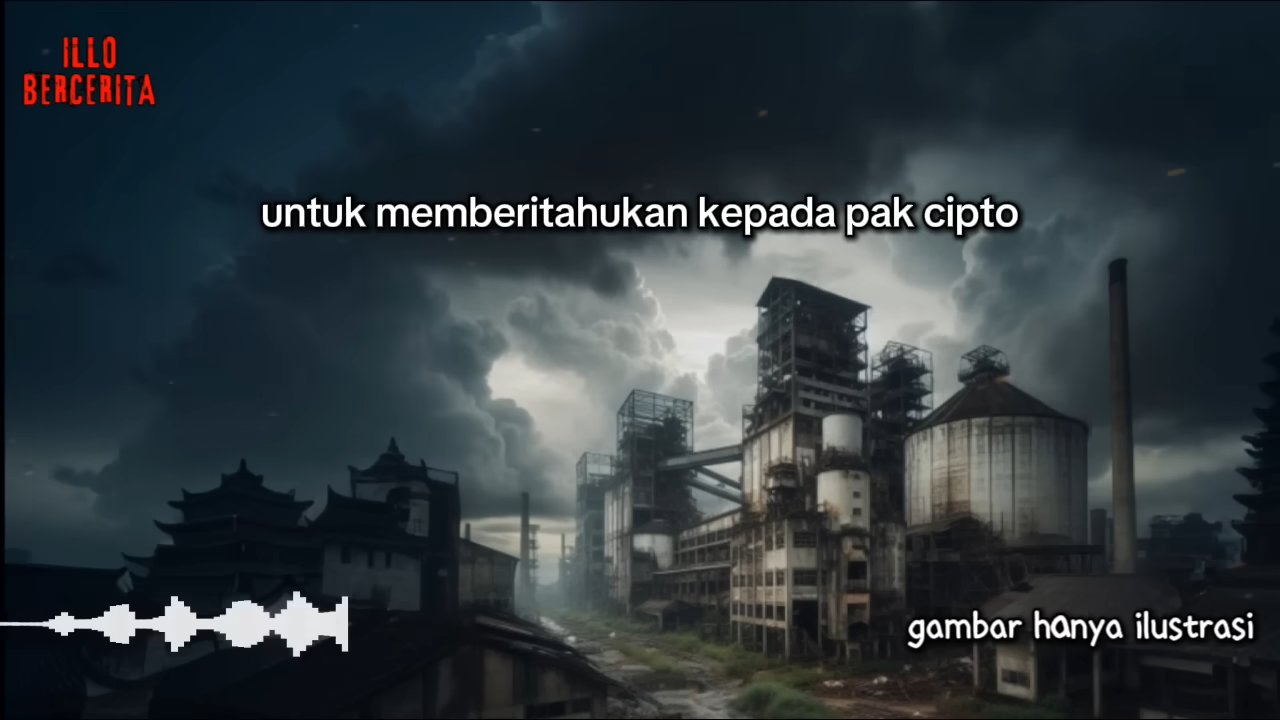 ILLO
BERCERITA
untuk memberitahukan kepada pak cipto
gambar hanya ilustrasi